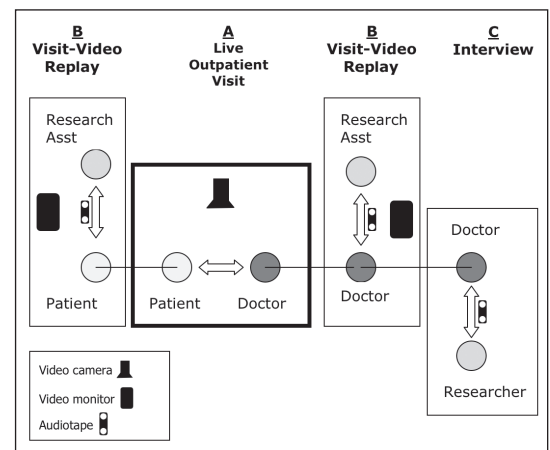 B
Visit-Video
Replay
A
Live
Outpatient
Visit
B
Visit-Video
Replay
C
Interview
Research
Asst
Patient
Patient
Doctor
Research
Asst
Doctor
Doctor
Researcher
Video camera
Video monitor
Audiotape